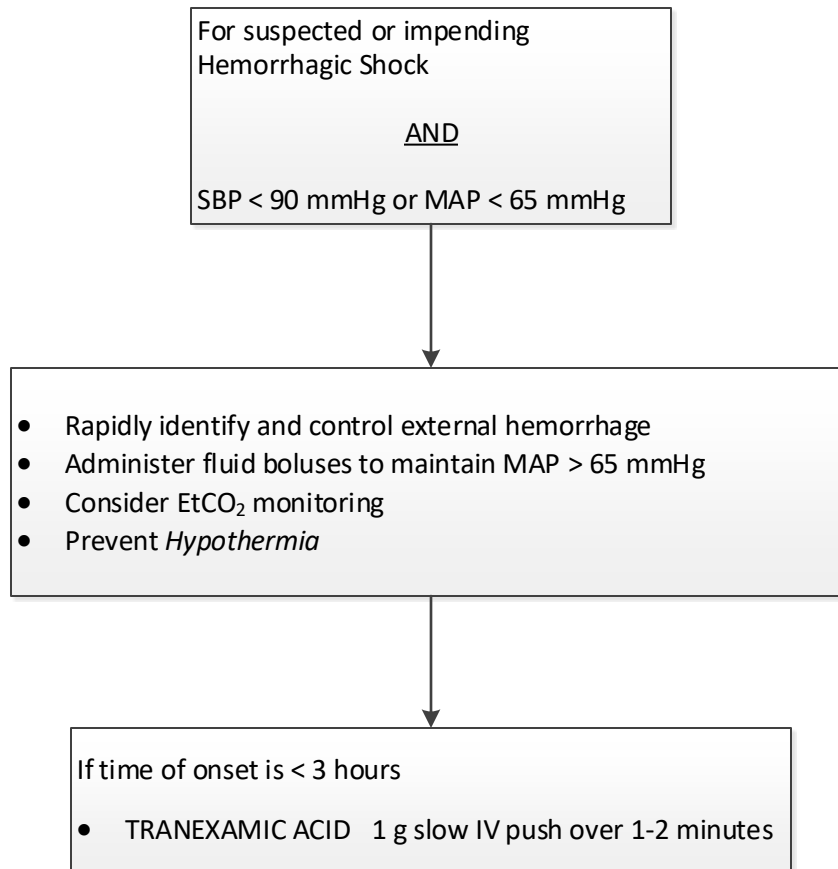 For suspected or impending
Hemorrhagic Shock
AND
SBP < 90 mmHg or MAP < 65 mmHg
• Rapidly identify and control external hemorrhage
• Administer fluid boluses to maintain MAP > 65 mmHg
• Consider EtCO₂ monitoring
• Prevent Hypothermia
If time of onset is < 3 hours
• TRANEXAMIC ACID 1 g slow IV push over 1-2 minutes